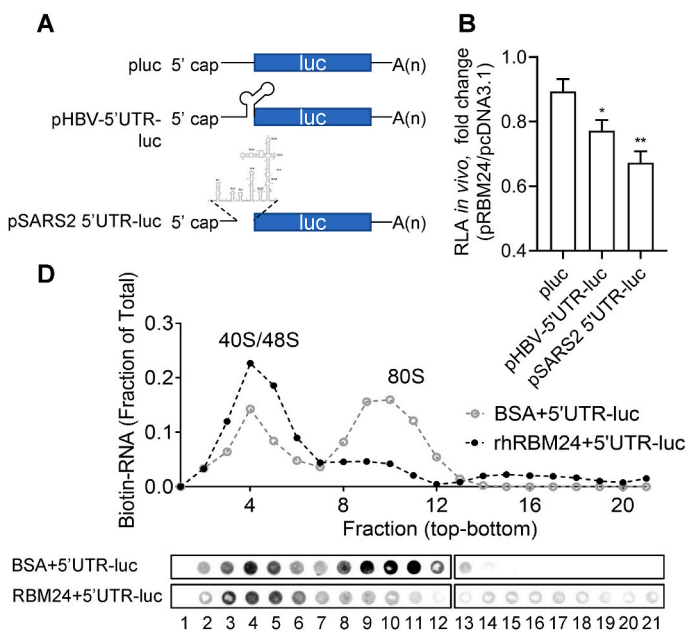 A
pluc 5' cap luc A(n)
pHBV-5'UTR-luc 5' cap luc A(n)
pSARS2 5'UTR-luc 5' cap luc A(n)
B
RLA in vivo, fold change
(pRBM24/pcDNA3.1)
1.0
0.8
0.6
0.4
*
**
pluc
pHBV-5'UTR-luc
pSARS2 5'UTR-luc
D
Biotin-RNA (Fraction of Total)
0.3
0.2
0.1
0.0
40S/48S
80S
BSA+5'UTR-luc
rhRBM24+5'UTR-luc
4 8 12 16 20
Fraction (top-bottom)
BSA+5'UTR-luc
RBM24+5'UTR-luc
1 2 3 4 5 6 7 8 9 10 11 12 13 14 15 16 17 18 19 20 21